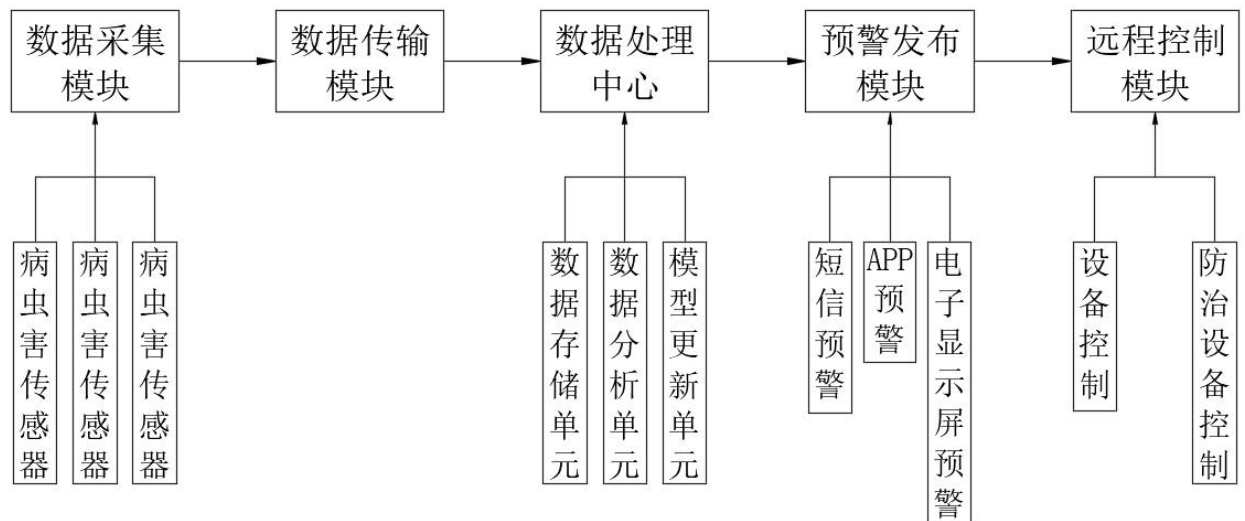 数据采集
模块
数据传输
模块
数据处理
中心
预警发布
模块
远程控制
模块
病虫害传感器
病虫害传感器
病虫害传感器
数据存储单元
数据分析单元
模型更新单元
短信预警
APP
预警
电子显示屏预警
设备控制
防治设备控制